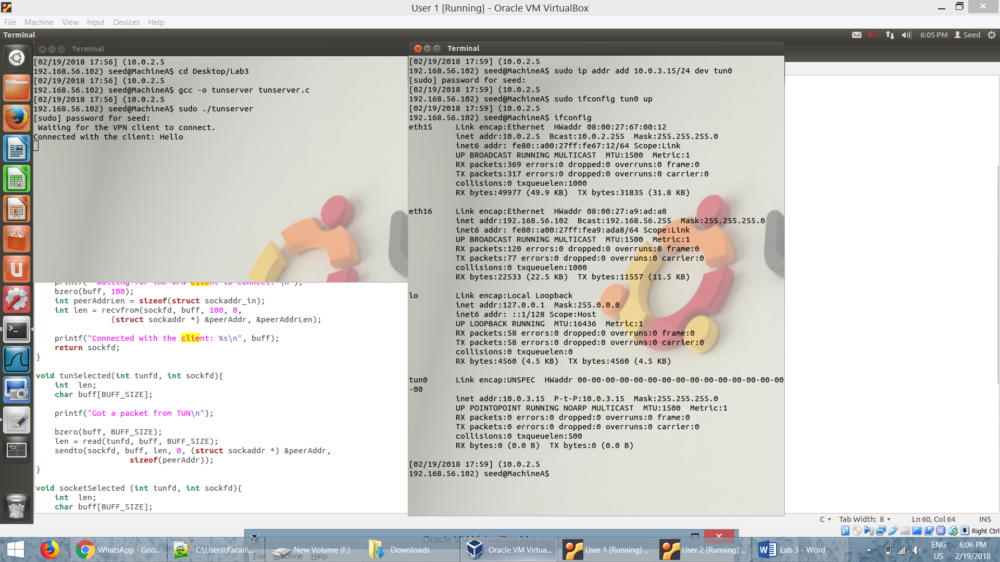 User 1 [Running] - Oracle VM VirtualBox
File Machine View Input Devices Help
Terminal
6:05 PM Seed
Terminal
[02/19/2018 17:56] (10.0.2.5
192.168.56.102) seed@MachineA$ cd Desktop/Lab3
[02/19/2018 17:56] (10.0.2.5
192.168.56.102) seed@MachineA$ gcc -o tunserver tunserver.c
[02/19/2018 17:56] (10.0.2.5
192.168.56.102) seed@MachineA$ sudo ./tunserver
[sudo] password for seed:
 Waiting for the VPN client to connect.
Connected with the client: Hello
printf(" Waiting for the VPN client to connect. \n");
bzero(buff, 100);
int peerAddrLen = sizeof(struct sockaddr_in);
int len = recvfrom(sockfd, buff, 100, 0,
(struct sockaddr *) &peerAddr, &peerAddrLen);
printf("Connected with the client: %s\n", buff);
return sockfd;
}
void tunSelected(int tunfd, int sockfd){
int  len;
char buff[BUFF_SIZE];
printf("Got a packet from TUN\n");
bzero(buff, BUFF_SIZE);
len = read(tunfd, buff, BUFF_SIZE);
sendto(sockfd, buff, len, 0, (struct sockaddr *) &peerAddr,
sizeof(peerAddr));
}
void socketSelected (int tunfd, int sockfd){
int  len;
char buff[BUFF_SIZE];
Terminal
[02/19/2018 17:59] (10.0.2.5
192.168.56.102) seed@MachineA$ sudo ip addr add 10.0.3.15/24 dev tun0
[sudo] password for seed:
[02/19/2018 17:59] (10.0.2.5
192.168.56.102) seed@MachineA$ sudo ifconfig tun0 up
[02/19/2018 17:59] (10.0.2.5
192.168.56.102) seed@MachineA$ ifconfig
eth15     Link encap:Ethernet  HWaddr 08:00:27:67:00:12
inet addr:10.0.2.5  Bcast:10.0.2.255  Mask:255.255.255.0
inet6 addr: fe80::a00:27ff:fe67:12/64 Scope:Link
UP BROADCAST RUNNING MULTICAST  MTU:1500  Metric:1
RX packets:369 errors:0 dropped:0 overruns:0 frame:0
TX packets:317 errors:0 dropped:0 overruns:0 carrier:0
collisions:0 txqueuelen:1000
RX bytes:49977 (49.9 KB)  TX bytes:31835 (31.8 KB)
eth16     Link encap:Ethernet  HWaddr 08:00:27:a9:ad:a8
inet addr:192.168.56.102  Bcast:192.168.56.255  Mask:255.255.255.0
inet6 addr: fe80::a00:27ff:fea9:ada8/64 Scope:Link
UP BROADCAST RUNNING MULTICAST  MTU:1500  Metric:1
RX packets:120 errors:0 dropped:0 overruns:0 frame:0
TX packets:77 errors:0 dropped:0 overruns:0 carrier:0
collisions:0 txqueuelen:1000
RX bytes:22533 (22.5 KB)  TX bytes:11557 (11.5 KB)
lo        Link encap:Local Loopback
inet addr:127.0.0.1  Mask:255.0.0.0
inet6 addr: ::1/128 Scope:Host
UP LOOPBACK RUNNING  MTU:16436  Metric:1
RX packets:58 errors:0 dropped:0 overruns:0 frame:0
TX packets:58 errors:0 dropped:0 overruns:0 carrier:0
collisions:0 txqueuelen:0
RX bytes:4560 (4.5 KB)  TX bytes:4560 (4.5 KB)
tun0      Link encap:UNSPEC  HWaddr 00-00-00-00-00-00-00-00-00-00-00-00-00-00-00
-00
inet addr:10.0.3.15  P-t-P:10.0.3.15  Mask:255.255.255.0
UP POINTOPOINT RUNNING NOARP MULTICAST  MTU:1500  Metric:1
RX packets:0 errors:0 dropped:0 overruns:0 frame:0
TX packets:0 errors:0 dropped:0 overruns:0 carrier:0
collisions:0 txqueuelen:500
RX bytes:0 (0.0 B)  TX bytes:0 (0.0 B)
[02/19/2018 17:59] (10.0.2.5
192.168.56.102) seed@MachineA$
C Tab Width: 8 Ln 60, Col 64 INS
Right Ctrl
Oracle VM VirtualBox Manager
File Machine Help
WhatsApp - Goo... C:\Users\Karan\... New Volume (F:) Downloads Oracle VM Virtua... User 1 [Running] ... User 2 [Running] ... Lab 3 - Word
ENG 6:06 PM
US 2/19/2018